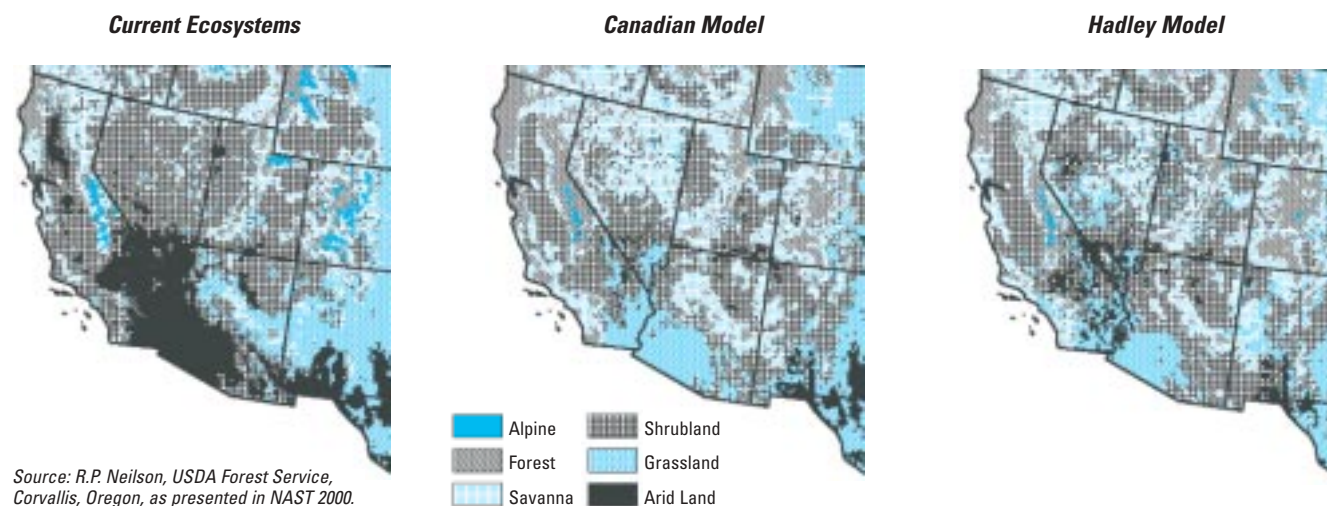 Current Ecosystems
Canadian Model
Hadley Model
Alpine
Shrubland
Forest
Grassland
Savanna
Arid Land
Source: R.P. Neilson, USDA Forest Service,
Corvallis, Oregon, as presented in NAST 2000.